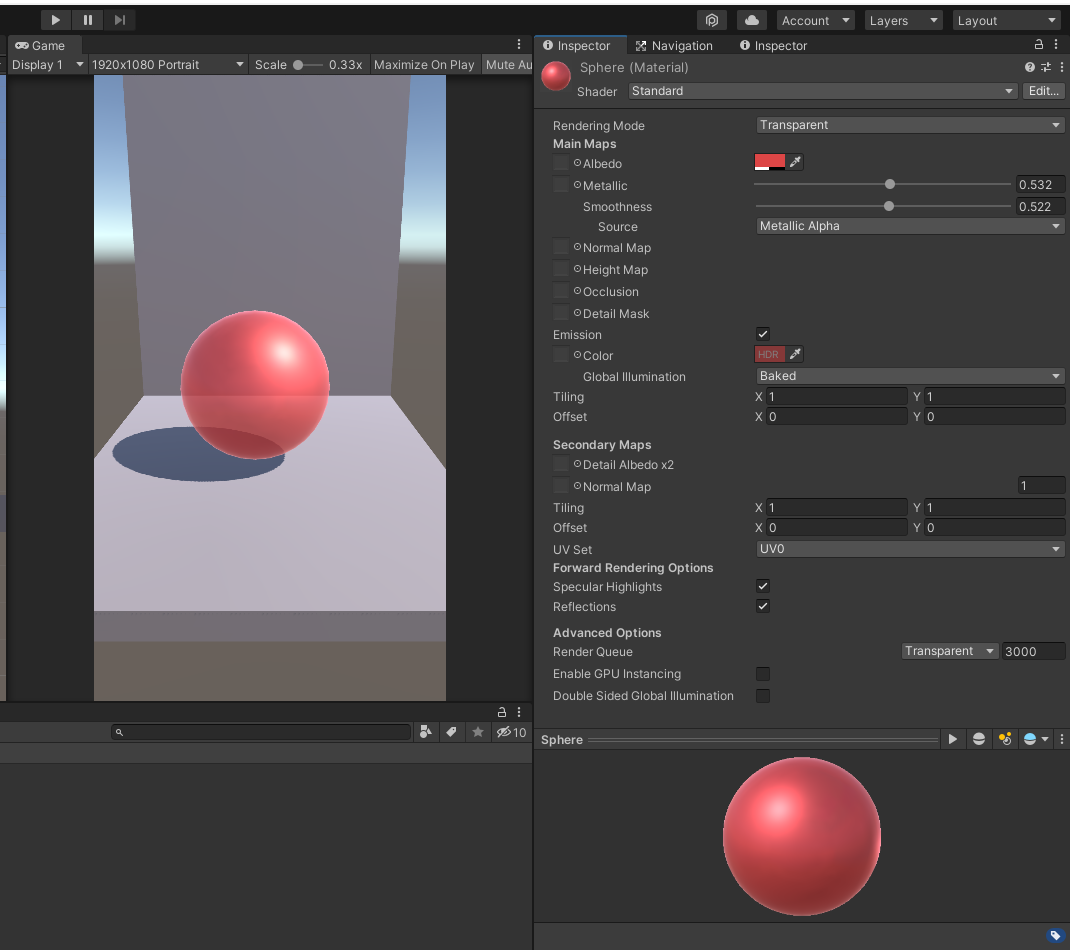 Account
Layers
Layout
Game
Display 1
1920x1080 Portrait
Scale
0.33x
Maximize On Play
Mute Au
10
Inspector
Navigation
Inspector
Sphere (Material)
Shader
Standard
Edit...
Rendering Mode
Transparent
Main Maps
Albedo
Metallic
0.532
Smoothness
0.522
Source
Metallic Alpha
Normal Map
Height Map
Occlusion
Detail Mask
Emission
Color
HDR
Global Illumination
Baked
Tiling
X 1
Y 1
Offset
X 0
Y 0
Secondary Maps
Detail Albedo x2
Normal Map
1
Tiling
X 1
Y 1
Offset
X 0
Y 0
UV Set
UV0
Forward Rendering Options
Specular Highlights
Reflections
Advanced Options
Render Queue
Transparent
3000
Enable GPU Instancing
Double Sided Global Illumination
Sphere